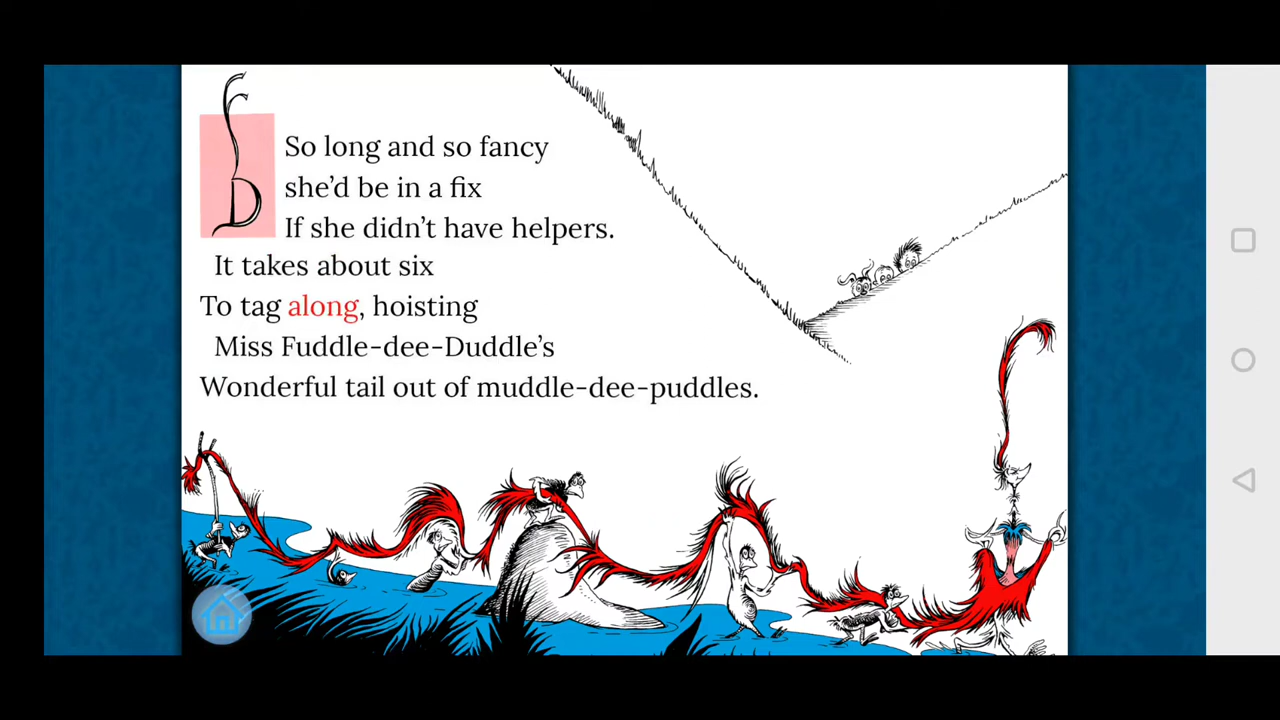 So long and so fancy
she’d be in a fix
If she didn’t have helpers.
It takes about six
To tag along, hoisting
Miss Fuddle-dee-Duddle’s
Wonderful tail out of muddle-dee-puddles.